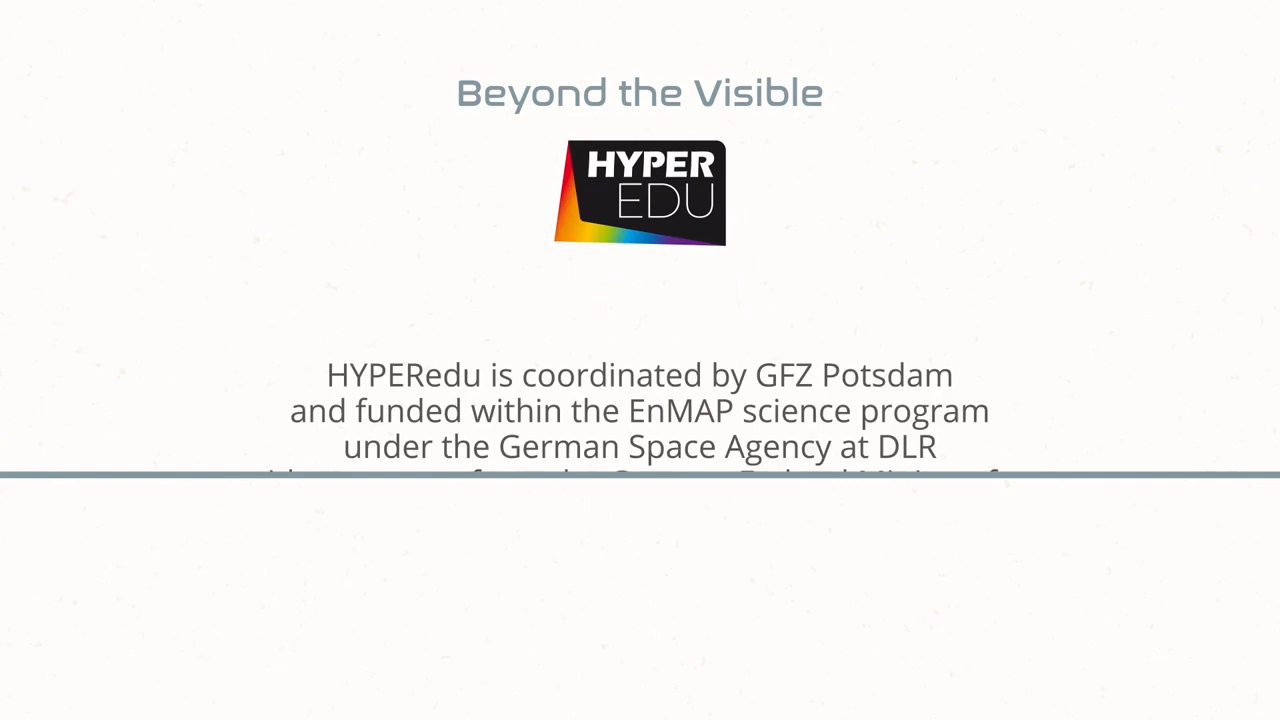 Beyond the Visible
HYPER
EDU
HYPERedu is coordinated by GFZ Potsdam
and funded within the EnMAP science program
under the German Space Agency at DLR